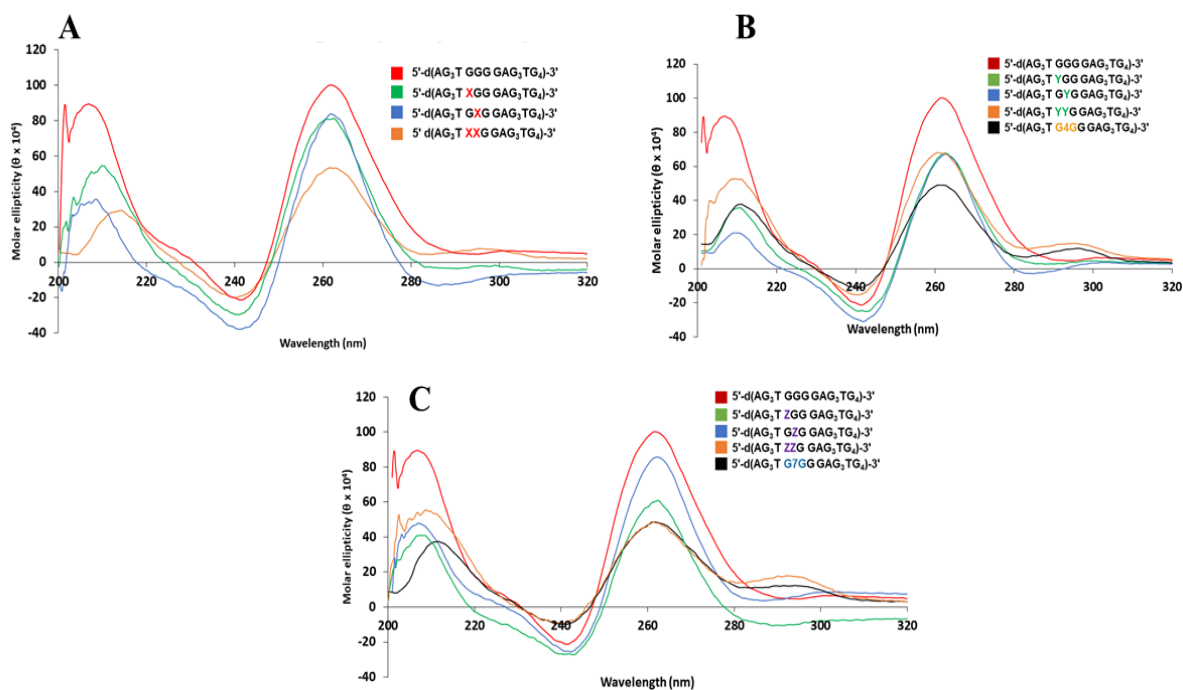 A
120
100
80
60
40
20
0
-20
-40
200
220
240
260
280
300
320
Molar ellipticity (θ x 10⁴)
Wavelength (nm)
5'-d(AG₃T GGG GAG₃TG₄)-3'
5'-d(AG₃T XGG GAG₃TG₄)-3'
5'-d(AG₃T GXG GAG₃TG₄)-3'
5' d(AG₃T XXG GAG₃TG₄)-3'
B
120
100
80
60
40
20
0
-20
-40
200
220
240
260
280
300
320
Molar ellipticity (θ x 10⁴)
Wavelength (nm)
5'-d(AG₃T GGG GAG₃TG₄)-3'
5'-d(AG₃T YGG GAG₃TG₄)-3'
5'-d(AG₃T GYG GAG₃TG₄)-3'
5'-d(AG₃T YYG GAG₃TG₄)-3'
5'-d(AG₃T G4GG GAG₃TG₄)-3'
C
120
100
80
60
40
20
0
-20
-40
200
220
240
260
280
300
320
Molar ellipticity (θ x 10⁴)
Wavelength (nm)
5'-d(AG₃T GGG GAG₃TG₄)-3'
5'-d(AG₃T ZGG GAG₃TG₄)-3'
5'-d(AG₃T GZG GAG₃TG₄)-3'
5'-d(AG₃T ZZG GAG₃TG₄)-3'
5'-d(AG₃T G7GG GAG₃TG₄)-3'